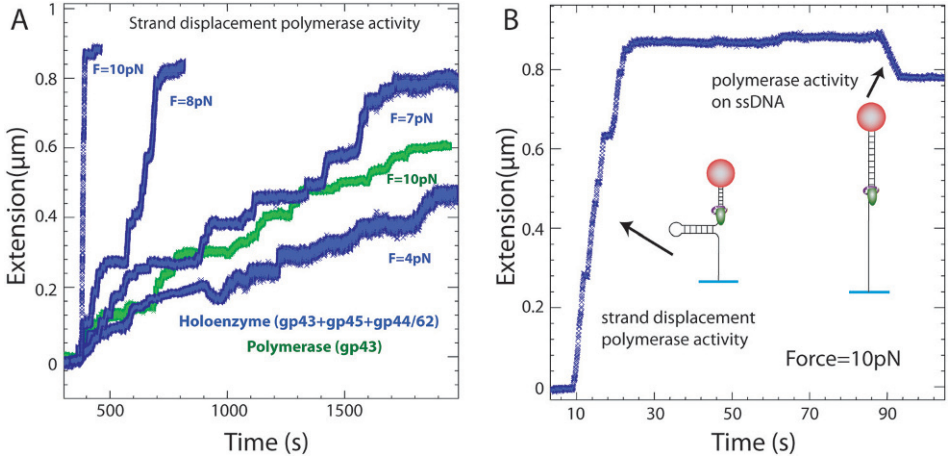 A
Strand displacement polymerase activity
F=10pN
F=8pN
F=7pN
F=10pN
F=4pN
Holoenzyme (gp43+gp45+gp44/62)
Polymerase (gp43)
Extension(μm)
0.8
0.6
0.4
0.2
0
500
1000
1500
Time (s)
B
polymerase activity
on ssDNA
strand displacement
polymerase activity
Force=10pN
Extension(μm)
0.8
0.6
0.4
0.2
0
10
30
50
70
90
Time (s)